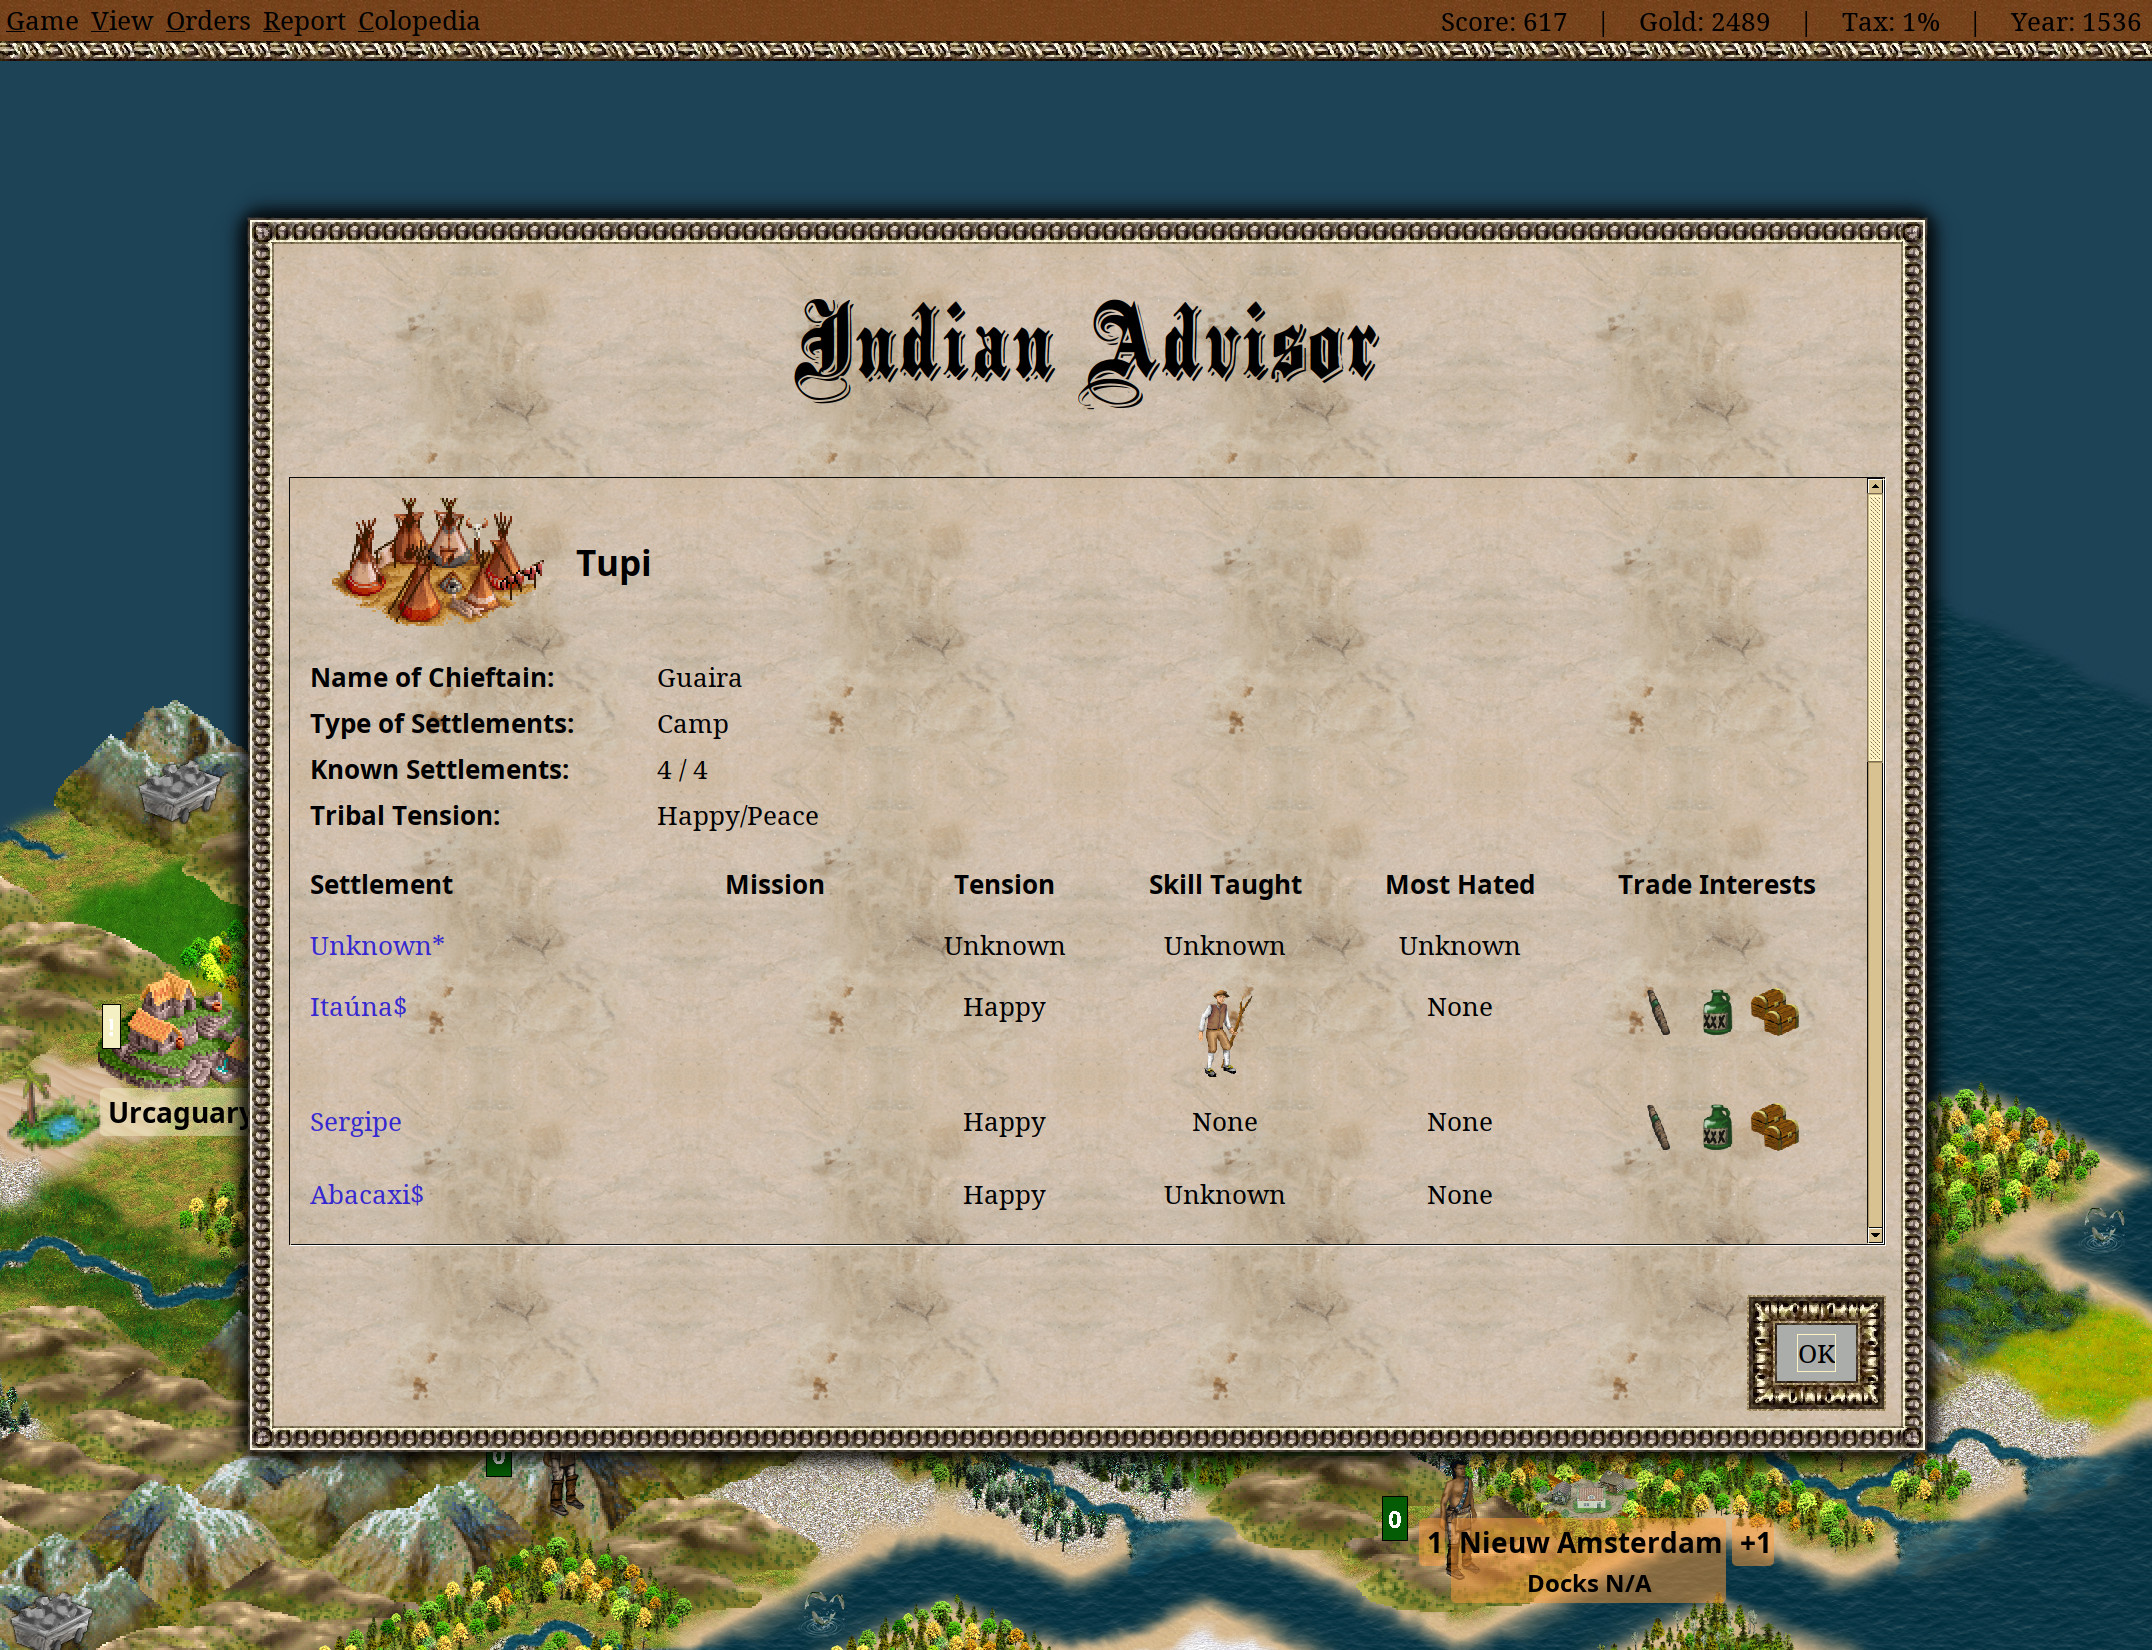 Game View Orders Report Colopedia Score: 617 | Gold: 2489 | Tax: 1% | Year: 1536
Indian Advisor
Tupi
Name of Chieftain: Guaira
Type of Settlements: Camp
Known Settlements: 4 / 4
Tribal Tension: Happy/Peace
Settlement Mission Tension Skill Taught Most Hated Trade Interests
Unknown* Unknown Unknown Unknown
Itaúna$ Happy None
XXX
Sergipe Happy None None
XXX
Abacaxi$ Happy Unknown None
OK
Urcaguary
0
0
1 Nieuw Amsterdam +1
Docks N/A